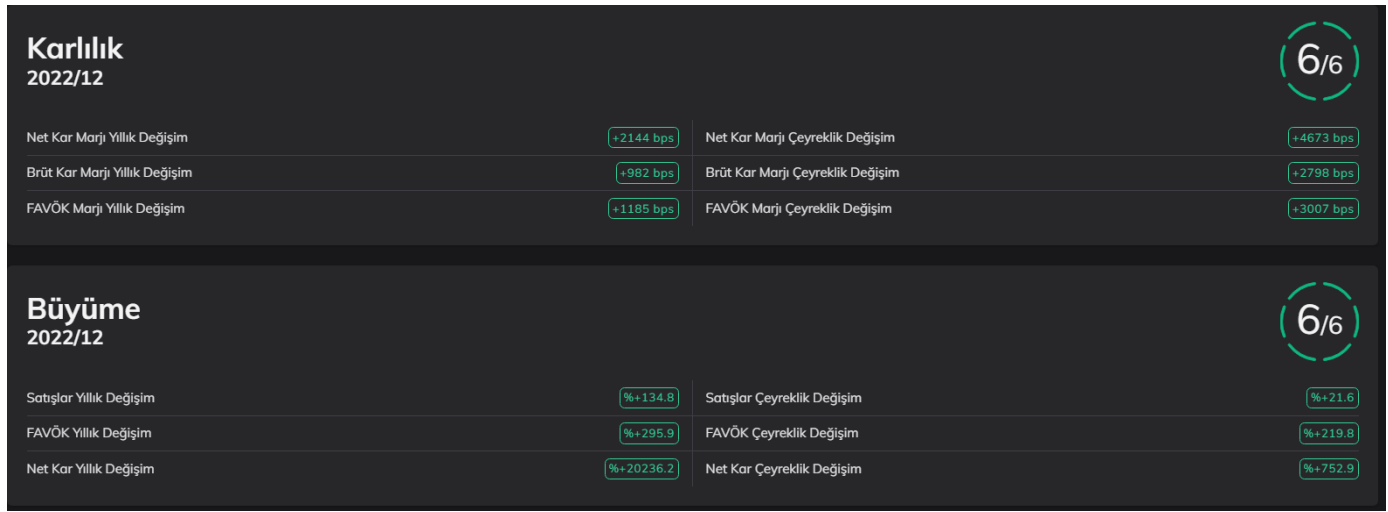 Karlılık
2022/12
6/6
Net Kar Marjı Yıllık Değişim +2144 bps Net Kar Marjı Çeyreklik Değişim +4673 bps
Brüt Kar Marjı Yıllık Değişim +982 bps Brüt Kar Marjı Çeyreklik Değişim +2798 bps
FAVÖK Marjı Yıllık Değişim +1185 bps FAVÖK Marjı Çeyreklik Değişim +3007 bps
Büyüme
2022/12
6/6
Satışlar Yıllık Değişim %+134.8 Satışlar Çeyreklik Değişim %+21.6
FAVÖK Yıllık Değişim %+295.9 FAVÖK Çeyreklik Değişim %+219.8
Net Kar Yıllık Değişim %+20236.2 Net Kar Çeyreklik Değişim %+752.9